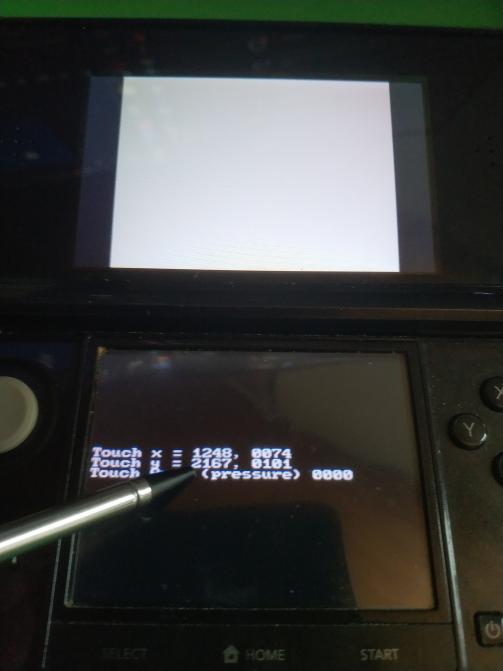 Touch x = 1248, 0074
Touch y = 2167, 0101
Touch (pressure) 0000
X
Y
SELECT
HOME
START